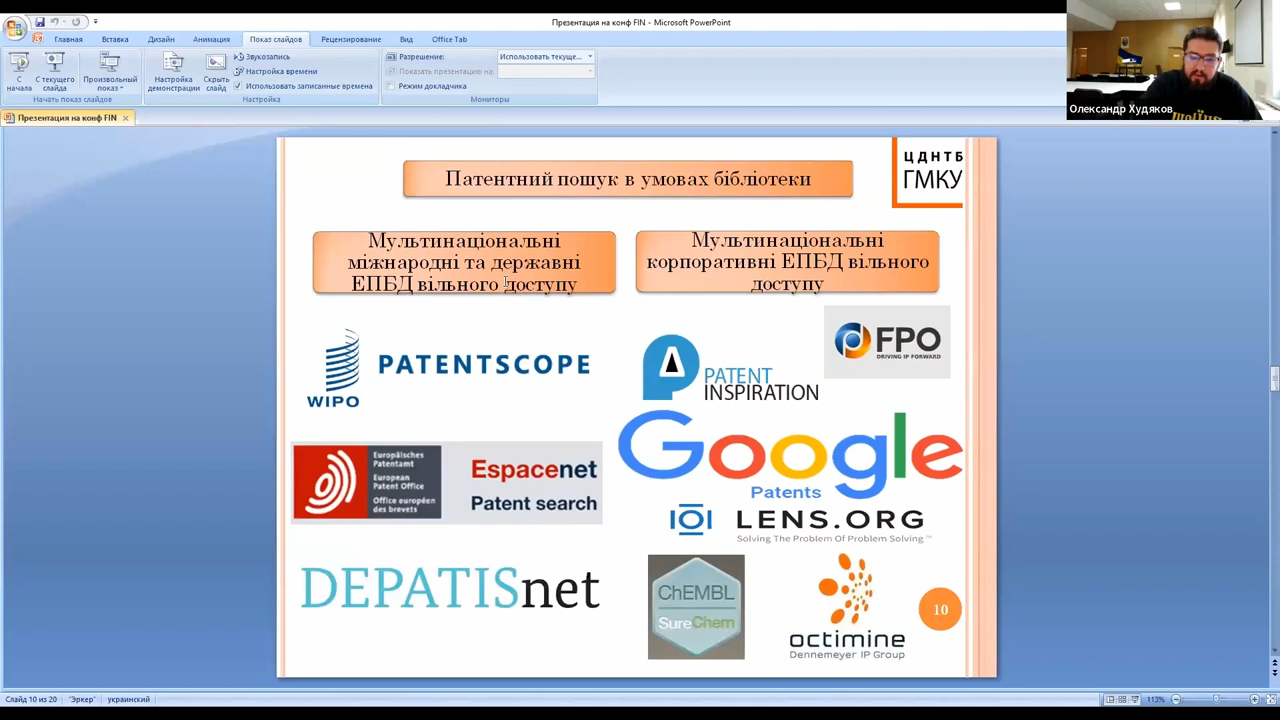 Презентация на конф FIN - Microsoft PowerPoint
Главная Вставка Дизайн Анимация Показ слайдов Рецензирование Вид Office Tab
С начала
С текущего слайда
Произвольный показ
Начать показ слайдов
Настройка демонстрации
Скрыть слайд
Звукозапись
Настройка времени
Использовать записанные времена
Настройка
Разрешение: Использовать текуще...
Показать презентацию на:
Режим докладчика
Мониторы
Олександр Худяков
Презентация на конф FIN
Патентний пошук в умовах бібліотеки
ЦДНТБ
ГМКУ
Мультинаціональні
міжнародні та державні
ЕПБД вільного доступу
Мультинаціональні
корпоративні ЕПБД вільного
доступу
WIPO
PATENTSCOPE
Europäisches
Patentamt
European
Patent Office
Office européen
des brevets
Espacenet
Patent search
DEPATISnet
PATENT
INSPIRATION
FPO
DRIVING IP FORWARD
Google
Patents
LENS.ORG
Solving The Problem Of Problem Solving™
ChEMBL
SureChem
octimine
Dennemeyer IP Group
10
Слайд 10 из 20 "Эркер" украинский 113%